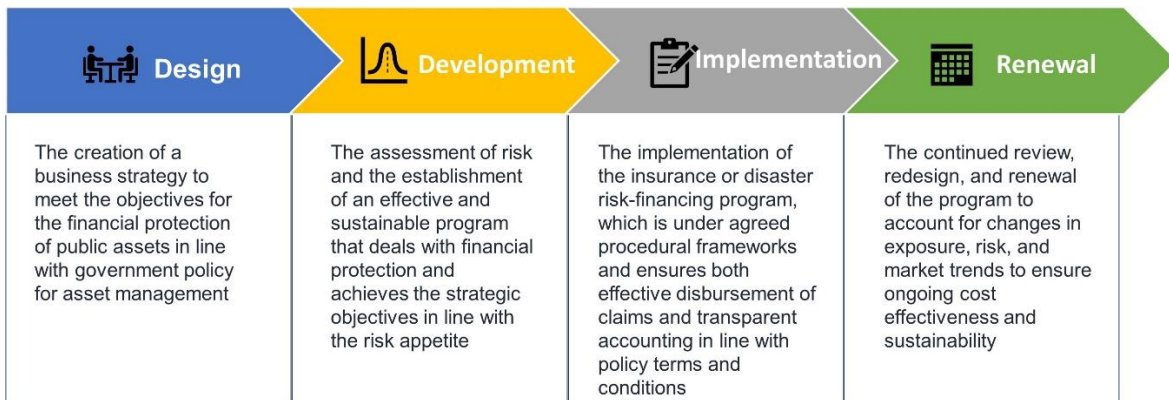 Design
Development
Implementation
Renewal
The creation of a
business strategy to
meet the objectives for
the financial protection
of public assets in line
with government policy
for asset management
The assessment of risk
and the establishment
of an effective and
sustainable program
that deals with financial
protection and
achieves the strategic
objectives in line with
the risk appetite
The implementation of
the insurance or disaster
risk-financing program,
which is under agreed
procedural frameworks
and ensures both
effective disbursement of
claims and transparent
accounting in line with
policy terms and
conditions
The continued review,
redesign, and renewal
of the program to
account for changes in
exposure, risk, and
market trends to ensure
ongoing cost
effectiveness and
sustainability